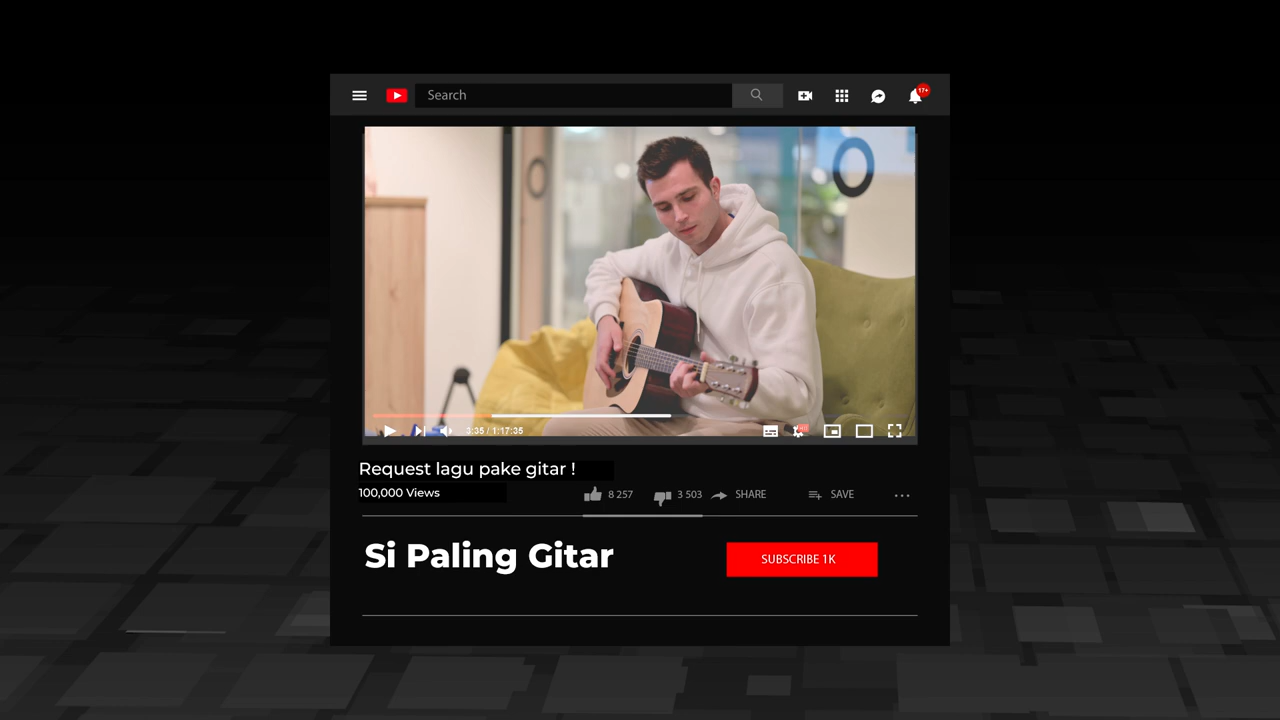 Search
17+
3:35 / 1:17:35
HD
Request lagu pake gitar !
100,000 Views
8 257
3 503
SHARE
SAVE
Si Paling Gitar
SUBSCRIBE 1K